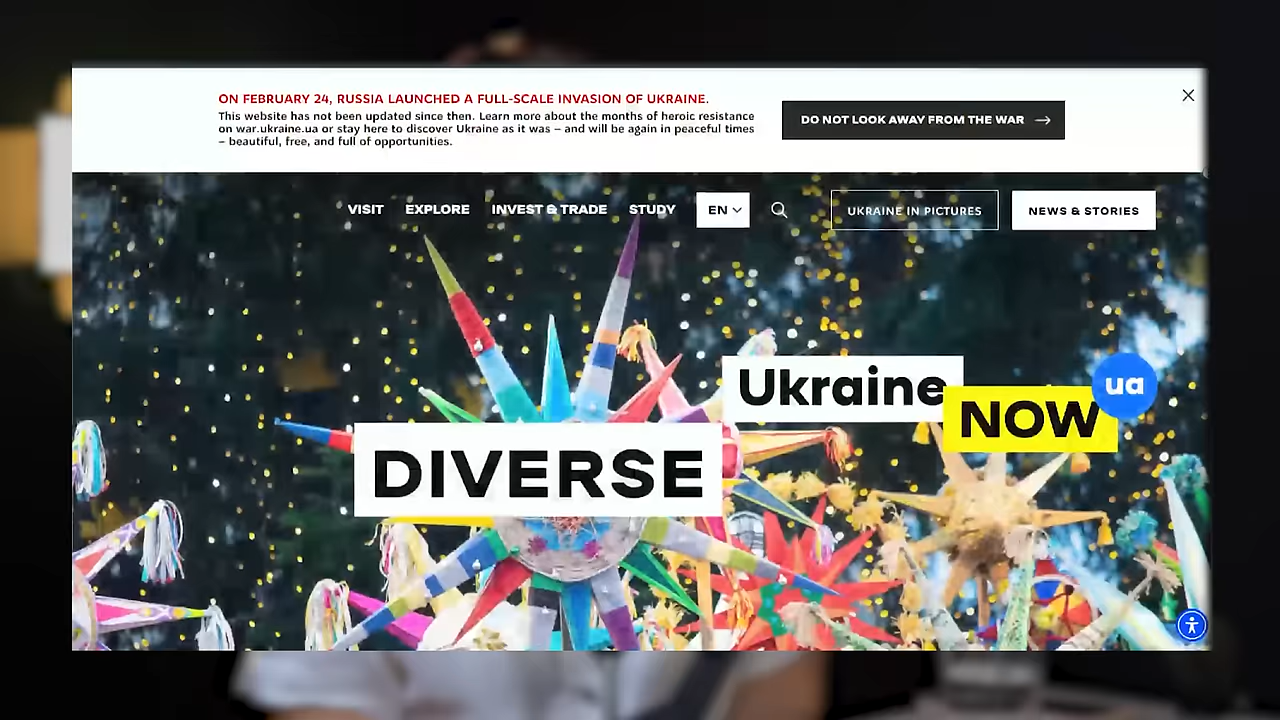 ON FEBRUARY 24, RUSSIA LAUNCHED A FULL-SCALE INVASION OF UKRAINE.
This website has not been updated since then. Learn more about the months of heroic resistance
on war.ukraine.ua or stay here to discover Ukraine as it was – and will be again in peaceful times
– beautiful, free, and full of opportunities.
DO NOT LOOK AWAY FROM THE WAR →
VISIT EXPLORE INVEST & TRADE STUDY EN UKRAINE IN PICTURES NEWS & STORIES
Ukraine
NOW
ua
DIVERSE